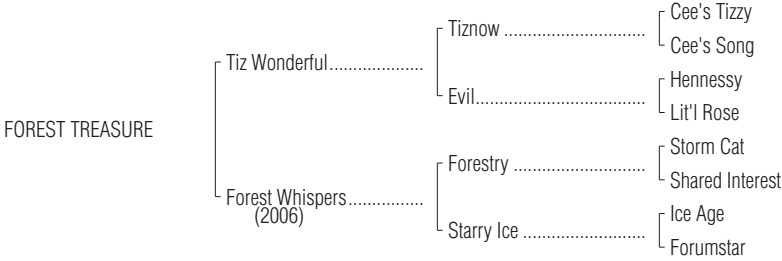 Cee's Tizzy
Tiznow ..............................
Cee's Song
Tiz Wonderful....................
Hennessy
Evil....................................
Lit'l Rose
FOREST TREASURE
Storm Cat
Forestry ............................
Shared Interest
Forest Whispers................
(2006)
Ice Age
Starry Ice ..........................
Forumstar